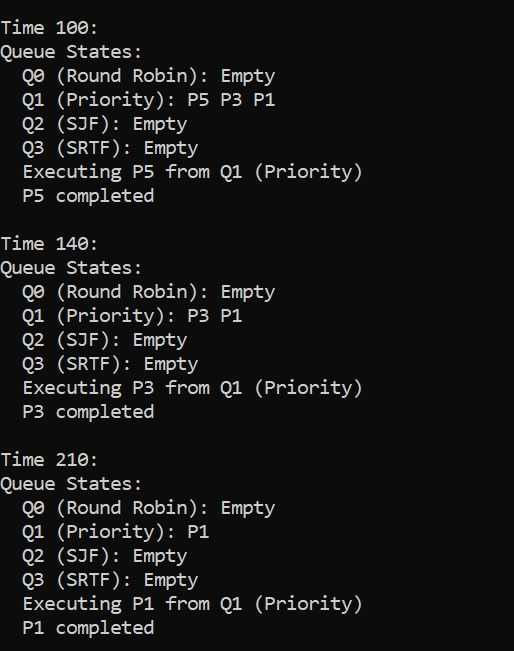 Time 100:
Queue States:
  Q0 (Round Robin): Empty
  Q1 (Priority): P5 P3 P1
  Q2 (SJF): Empty
  Q3 (SRTF): Empty
  Executing P5 from Q1 (Priority)
  P5 completed

Time 140:
Queue States:
  Q0 (Round Robin): Empty
  Q1 (Priority): P3 P1
  Q2 (SJF): Empty
  Q3 (SRTF): Empty
  Executing P3 from Q1 (Priority)
  P3 completed

Time 210:
Queue States:
  Q0 (Round Robin): Empty
  Q1 (Priority): P1
  Q2 (SJF): Empty
  Q3 (SRTF): Empty
  Executing P1 from Q1 (Priority)
  P1 completed